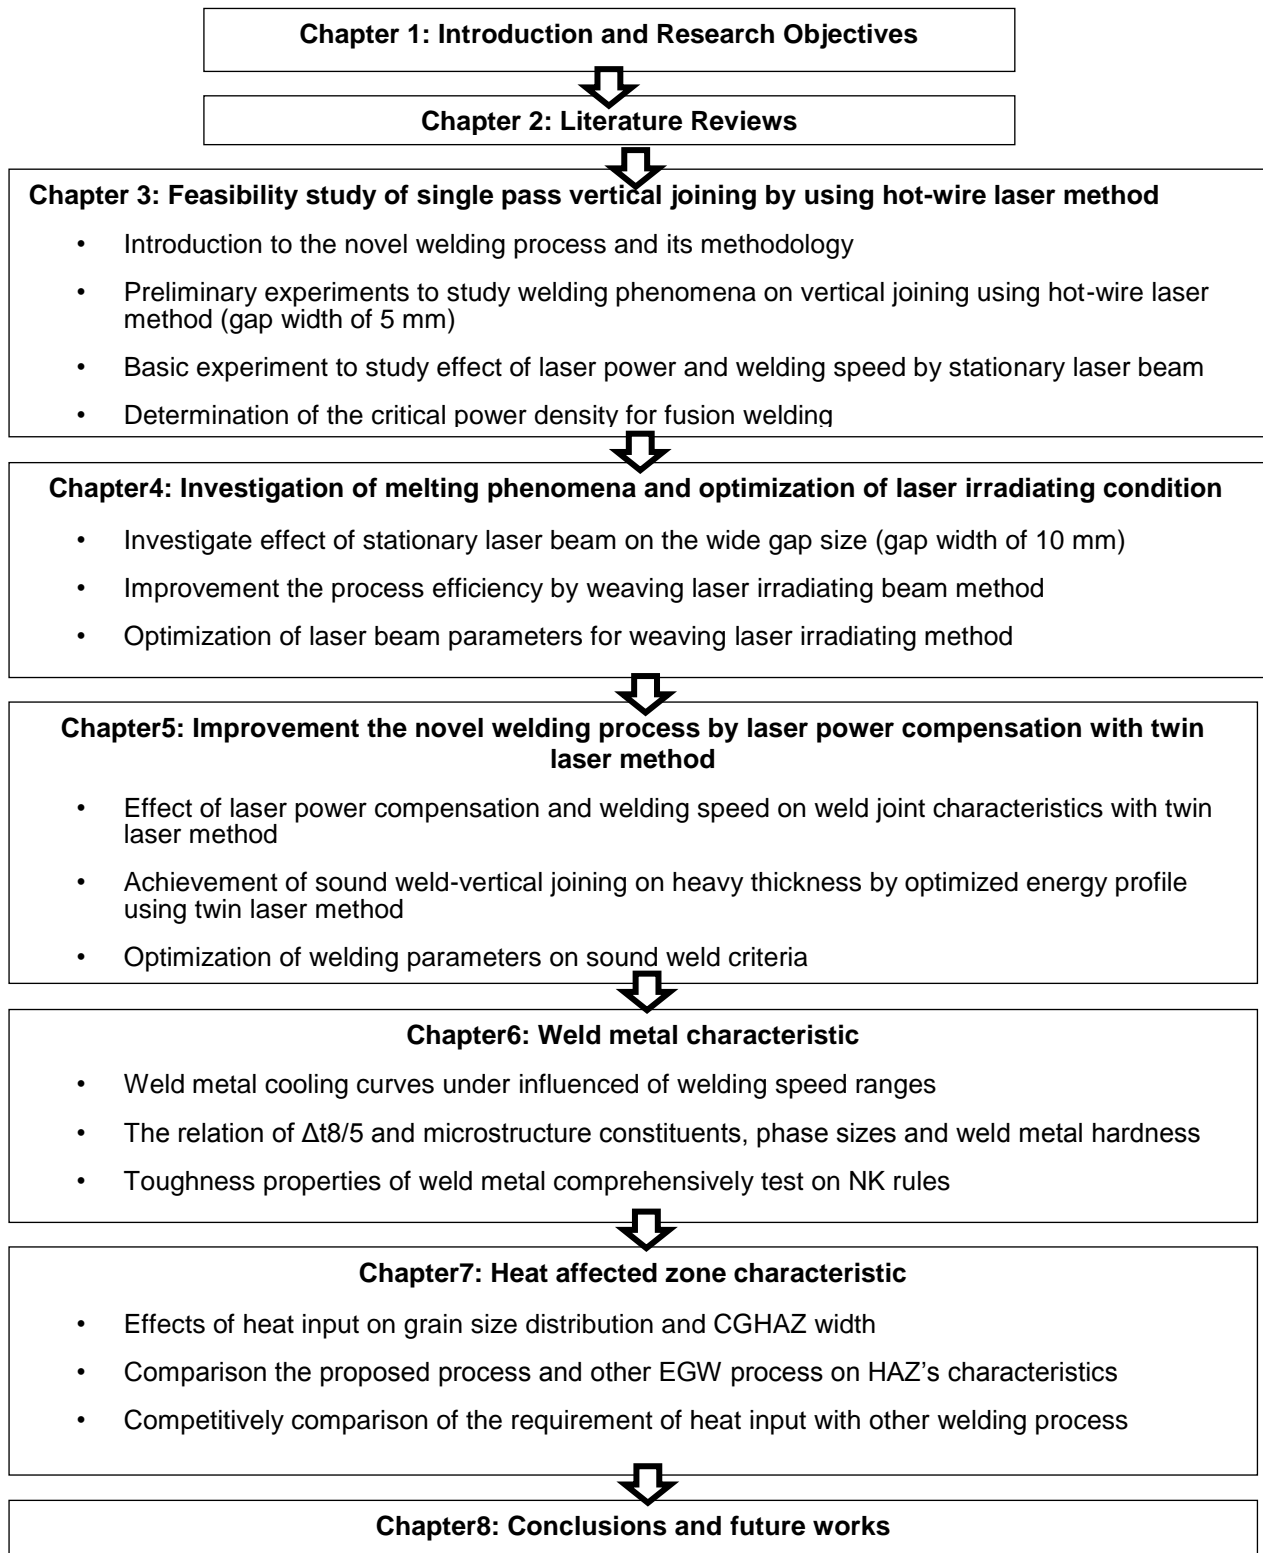 Chapter 1: Introduction and Research Objectives
Chapter 2: Literature Reviews
Chapter 3: Feasibility study of single pass vertical joining by using hot-wire laser method
• Introduction to the novel welding process and its methodology
• Preliminary experiments to study welding phenomena on vertical joining using hot-wire laser
method (gap width of 5 mm)
• Basic experiment to study effect of laser power and welding speed by stationary laser beam
• Determination of the critical power density for fusion welding
Chapter4: Investigation of melting phenomena and optimization of laser irradiating condition
• Investigate effect of stationary laser beam on the wide gap size (gap width of 10 mm)
• Improvement the process efficiency by weaving laser irradiating beam method
• Optimization of laser beam parameters for weaving laser irradiating method
Chapter5: Improvement the novel welding process by laser power compensation with twin
laser method
• Effect of laser power compensation and welding speed on weld joint characteristics with twin
laser method
• Achievement of sound weld-vertical joining on heavy thickness by optimized energy profile
using twin laser method
• Optimization of welding parameters on sound weld criteria
Chapter6: Weld metal characteristic
• Weld metal cooling curves under influenced of welding speed ranges
• The relation of Δt8/5 and microstructure constituents, phase sizes and weld metal hardness
• Toughness properties of weld metal comprehensively test on NK rules
Chapter7: Heat affected zone characteristic
• Effects of heat input on grain size distribution and CGHAZ width
• Comparison the proposed process and other EGW process on HAZ's characteristics
• Competitively comparison of the requirement of heat input with other welding process
Chapter8: Conclusions and future works